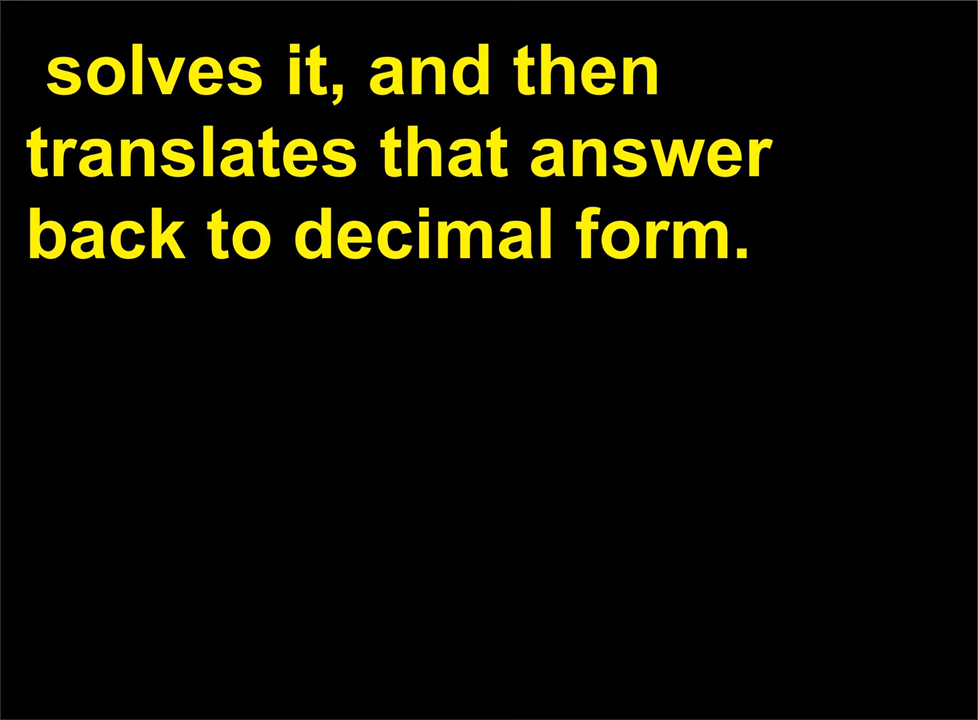 solves it, and then
translates that answer
back to decimal form.